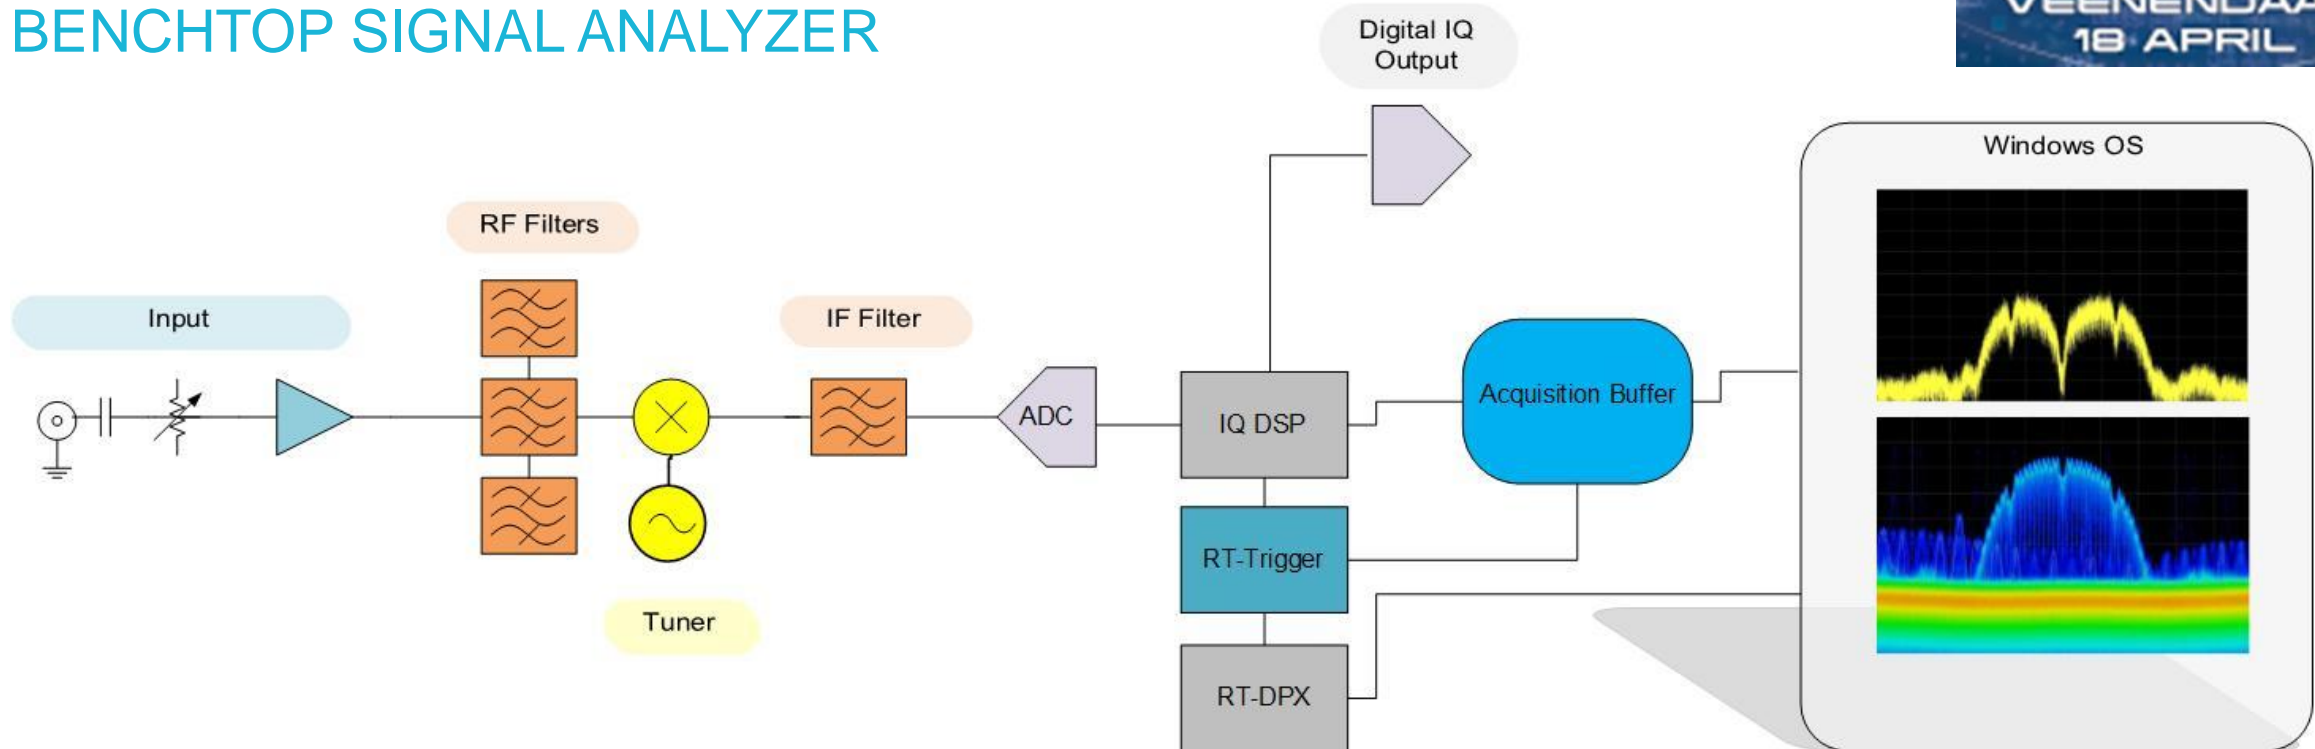 BENCHTOP SIGNAL ANALYZER
18 APRIL
Digital IQ
Output
Windows OS
RF Filters
Input
IF Filter
ADC
IQ DSP
Acquisition Buffer
RT-Trigger
Tuner
RT-DPX